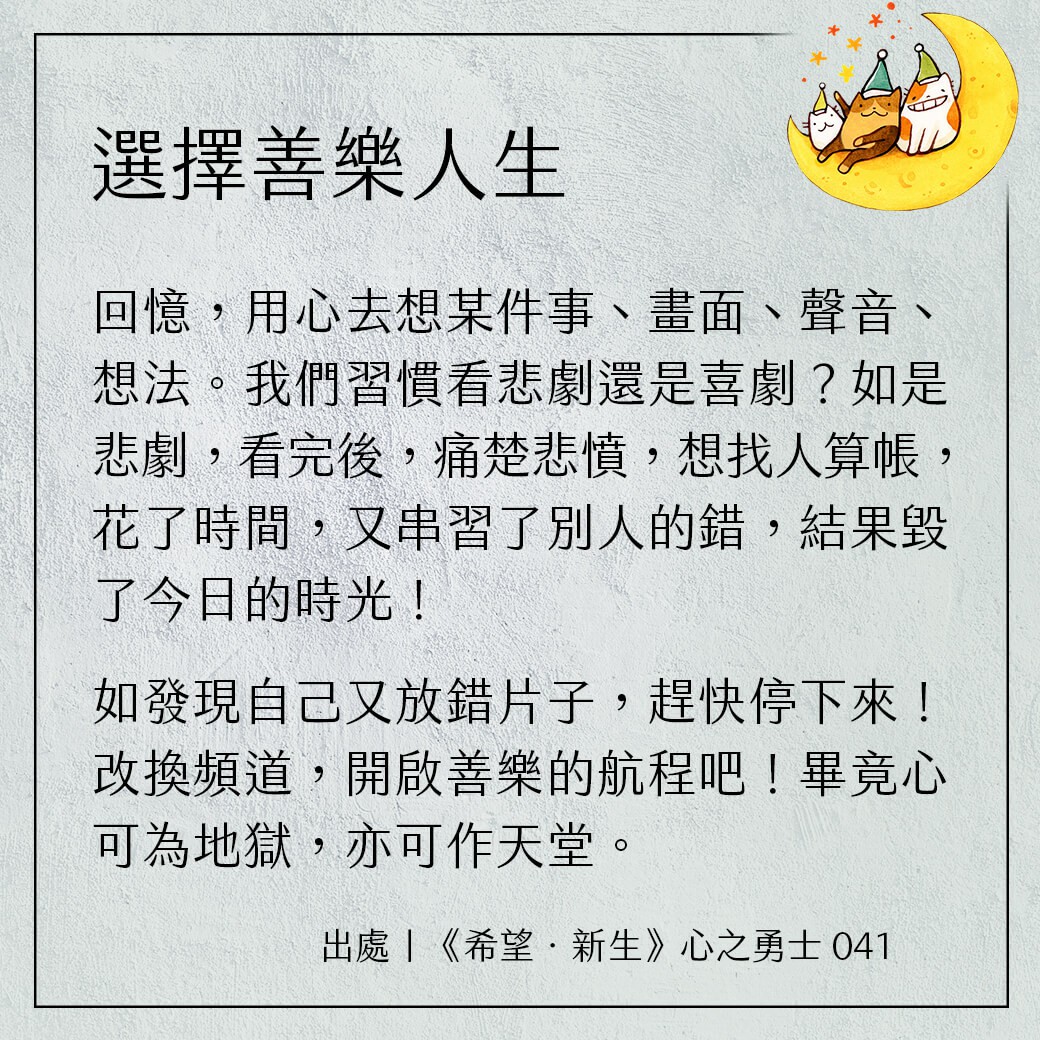 選擇善樂人生
回憶，用心去想某件事、畫面、聲音、
想法。我們習慣看悲劇還是喜劇？如是
悲劇，看完後，痛楚悲憤，想找人算帳，
花了時間，又串習了別人的錯，結果毀
了今日的時光！
如發現自己又放錯片子，趕快停下來！
改換頻道，開啟善樂的航程吧！畢竟心
可為地獄，亦可作天堂。
出處 | 《希望．新生》心之勇士 041